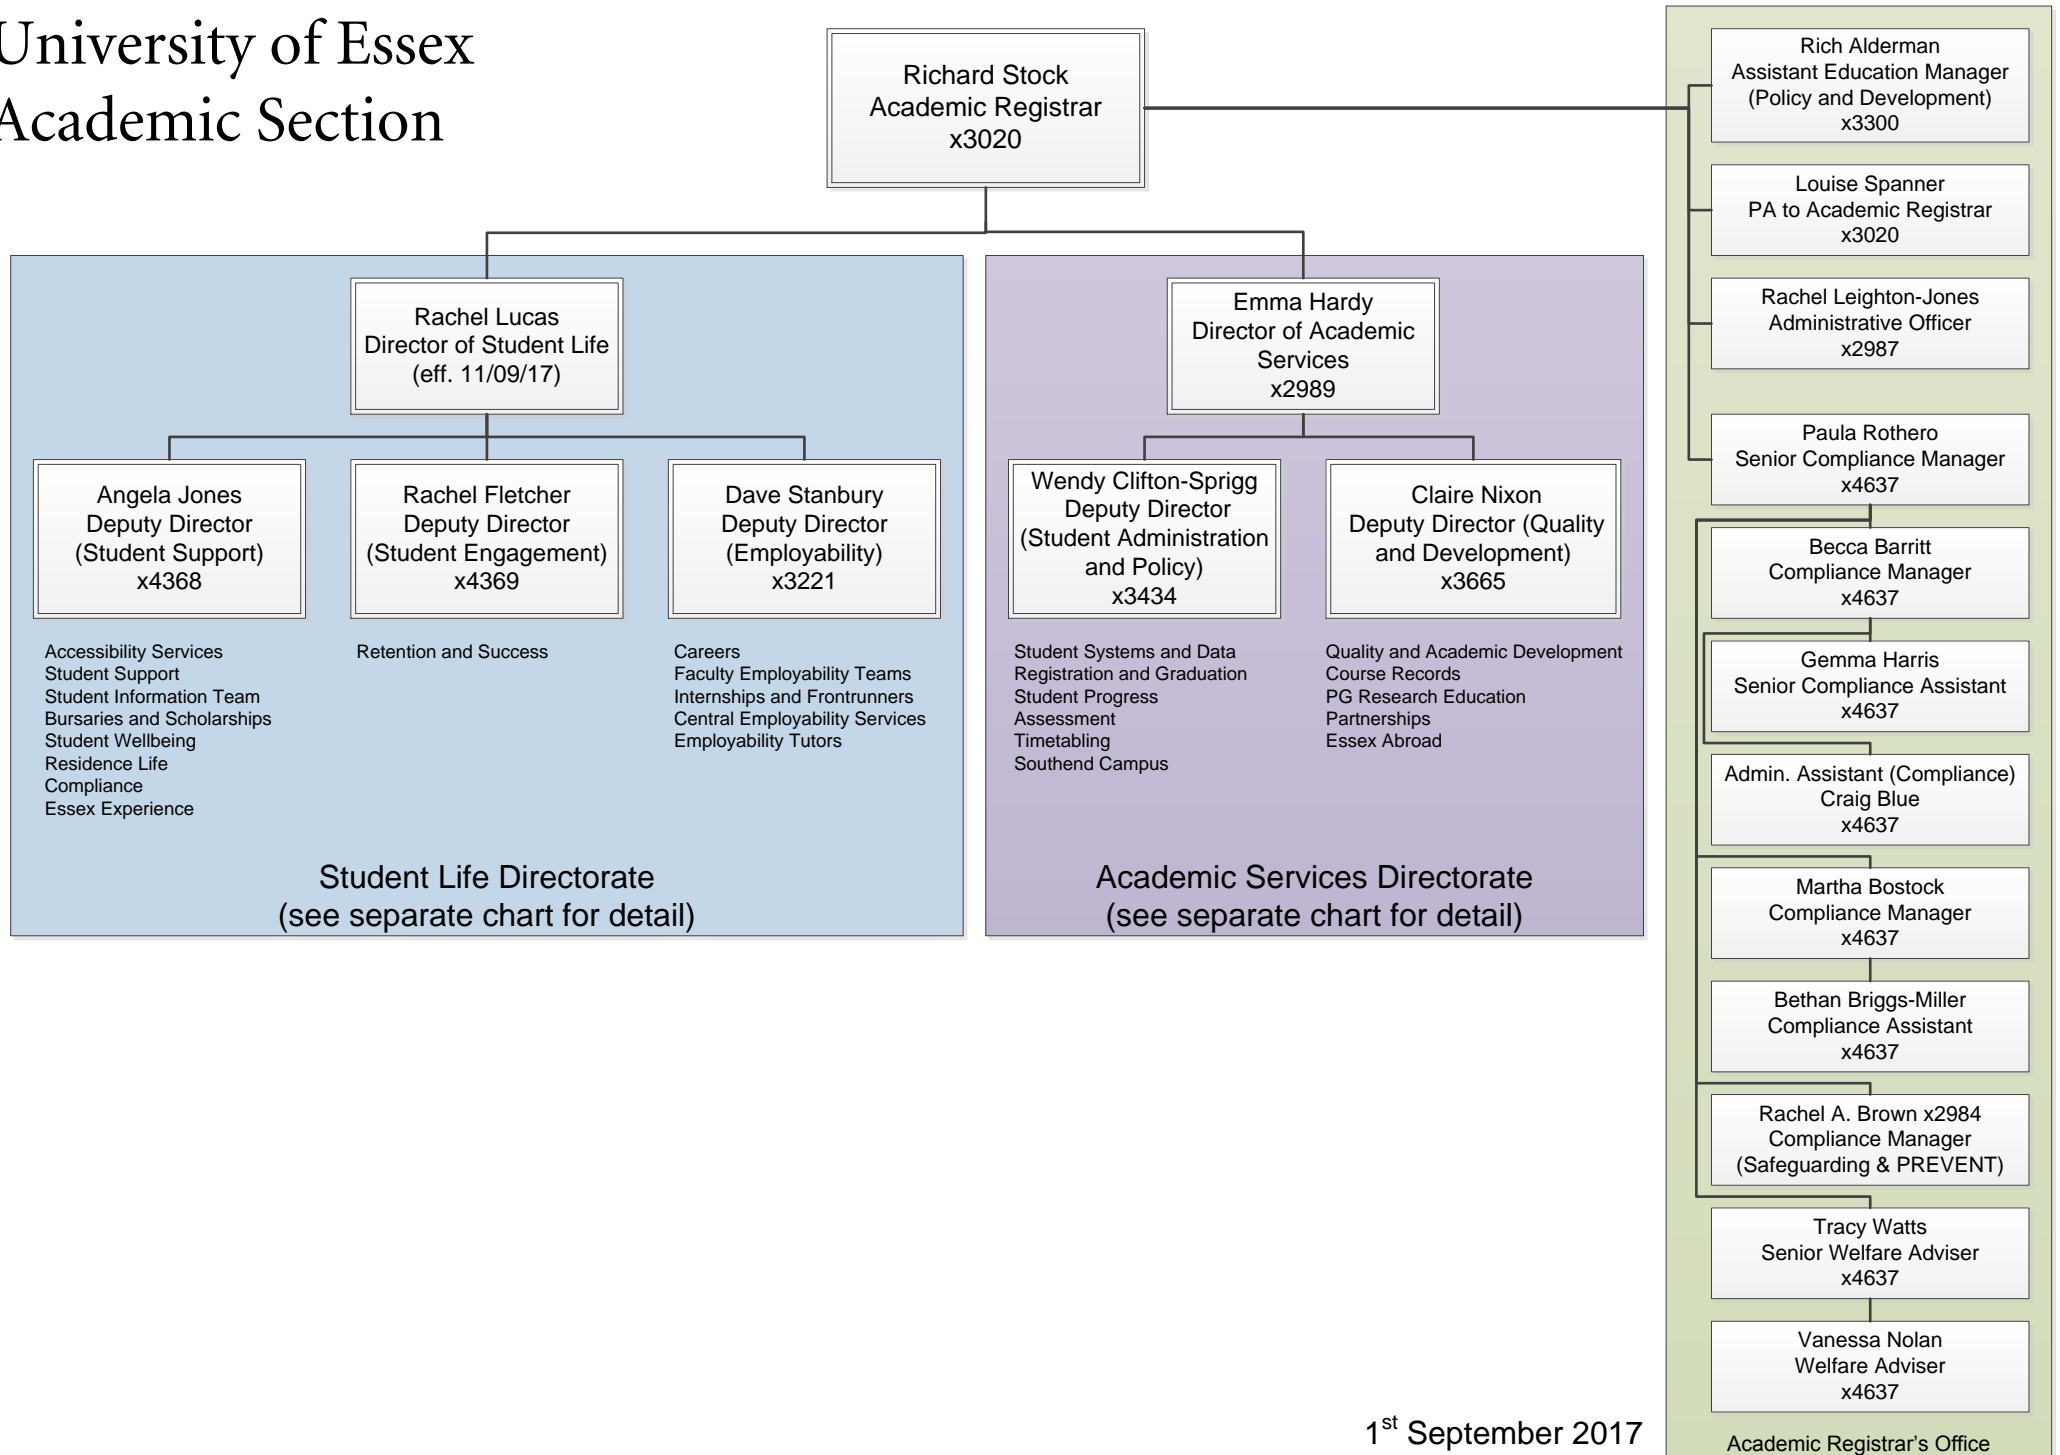 University of Essex
Academic Section
Richard Stock
Academic Registrar
x3020
Rachel Lucas
Director of Student Life
(eff. 11/09/17)
Emma Hardy
Director of Academic
Services
x2989
Angela Jones
Deputy Director
(Student Support)
x4368
Rachel Fletcher
Deputy Director
(Student Engagement)
x4369
Dave Stanbury
Deputy Director
(Employability)
x3221
Wendy Clifton-Sprigg
Deputy Director
(Student Administration
and Policy)
x3434
Claire Nixon
Deputy Director (Quality
and Development)
x3665
Accessibility Services
Student Support
Student Information Team
Bursaries and Scholarships
Student Wellbeing
Residence Life
Compliance
Essex Experience
Retention and Success
Careers
Faculty Employability Teams
Internships and Frontrunners
Central Employability Services
Employability Tutors
Student Systems and Data
Registration and Graduation
Student Progress
Assessment
Timetabling
Southend Campus
Quality and Academic Development
Course Records
PG Research Education
Partnerships
Essex Abroad
Student Life Directorate
(see separate chart for detail)
Academic Services Directorate
(see separate chart for detail)
Rich Alderman
Assistant Education Manager
(Policy and Development)
x3300
Louise Spanner
PA to Academic Registrar
x3020
Rachel Leighton-Jones
Administrative Officer
x2987
Paula Rothero
Senior Compliance Manager
x4637
Becca Barritt
Compliance Manager
x4637
Gemma Harris
Senior Compliance Assistant
x4637
Admin. Assistant (Compliance)
Craig Blue
x4637
Martha Bostock
Compliance Manager
x4637
Bethan Briggs-Miller
Compliance Assistant
x4637
Rachel A. Brown x2984
Compliance Manager
(Safeguarding & PREVENT)
Tracy Watts
Senior Welfare Adviser
x4637
Vanessa Nolan
Welfare Adviser
x4637
Academic Registrar's Office
1st September 2017